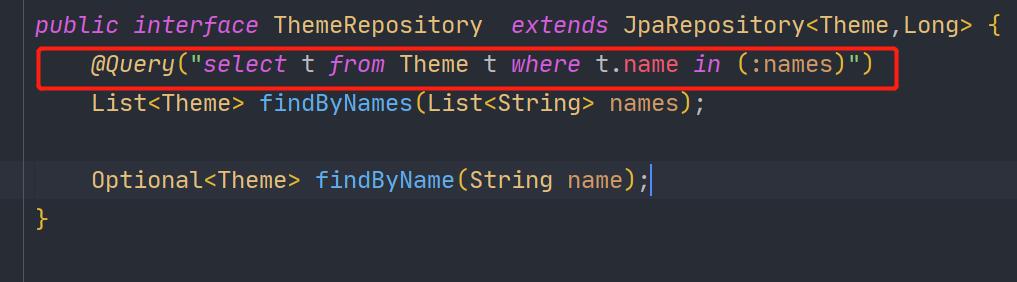 public interface ThemeRepository  extends JpaRepository<Theme,Long> {
@Query("select t from Theme t where t.name in (:names)")
List<Theme> findByNames(List<String> names);
Optional<Theme> findByName(String name);
}